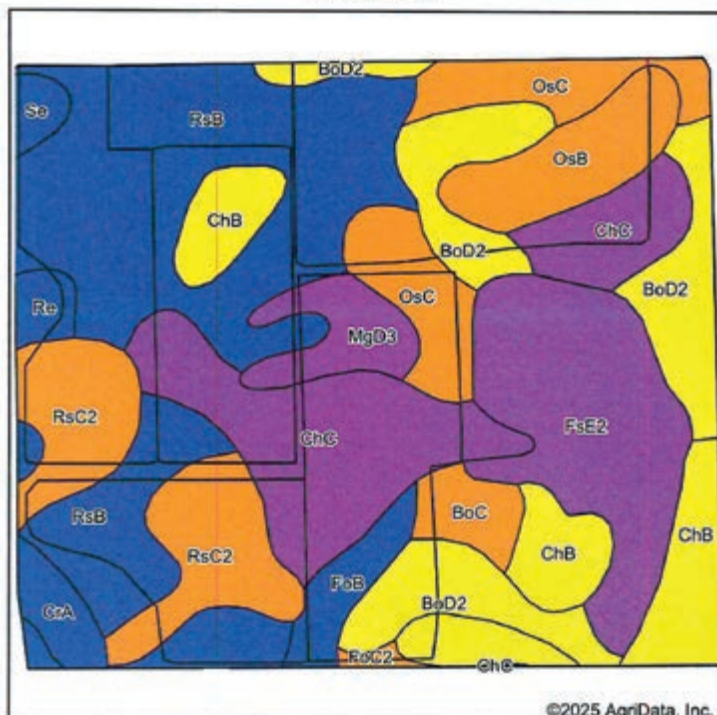 BoD2
OsC
Se
RsB
OsB
ChB
ChC
BoD2
BoD2
Re
OsC
MgD3
RsC2
ChC
FsE2
RsB
BoC
RsC2
ChB
ChB
FoB
CrA
BoD2
RoC2
ChC
©2025 AgriData, Inc.